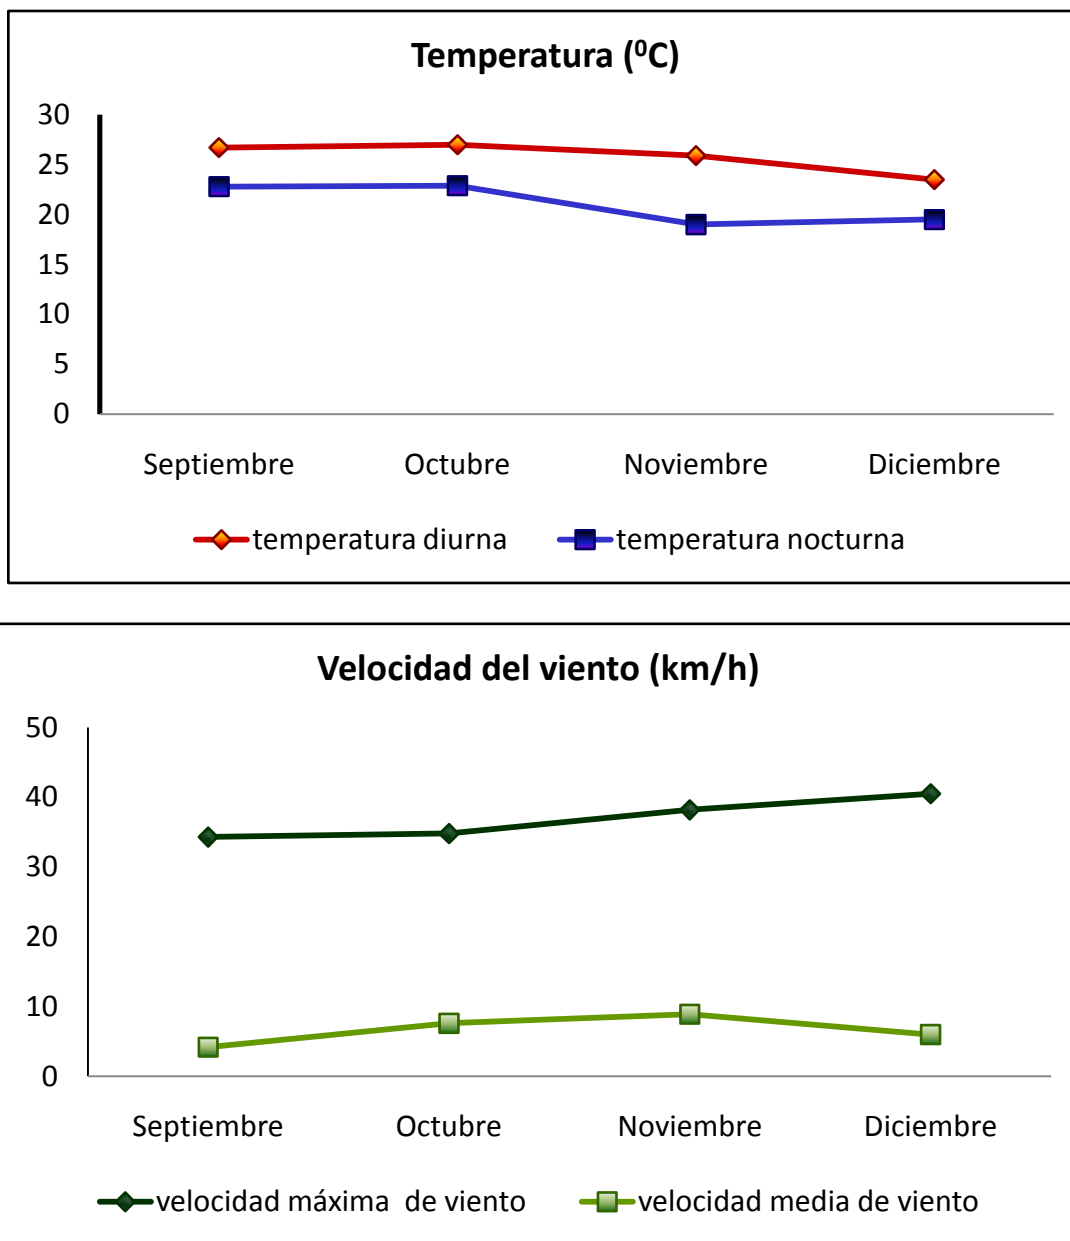 Temperatura (⁰C)
30
25
20
15
10
5
0
Septiembre Octubre Noviembre Diciembre
temperatura diurna temperatura nocturna
Velocidad del viento (km/h)
50
40
30
20
10
0
Septiembre Octubre Noviembre Diciembre
velocidad máxima  de viento velocidad media de viento